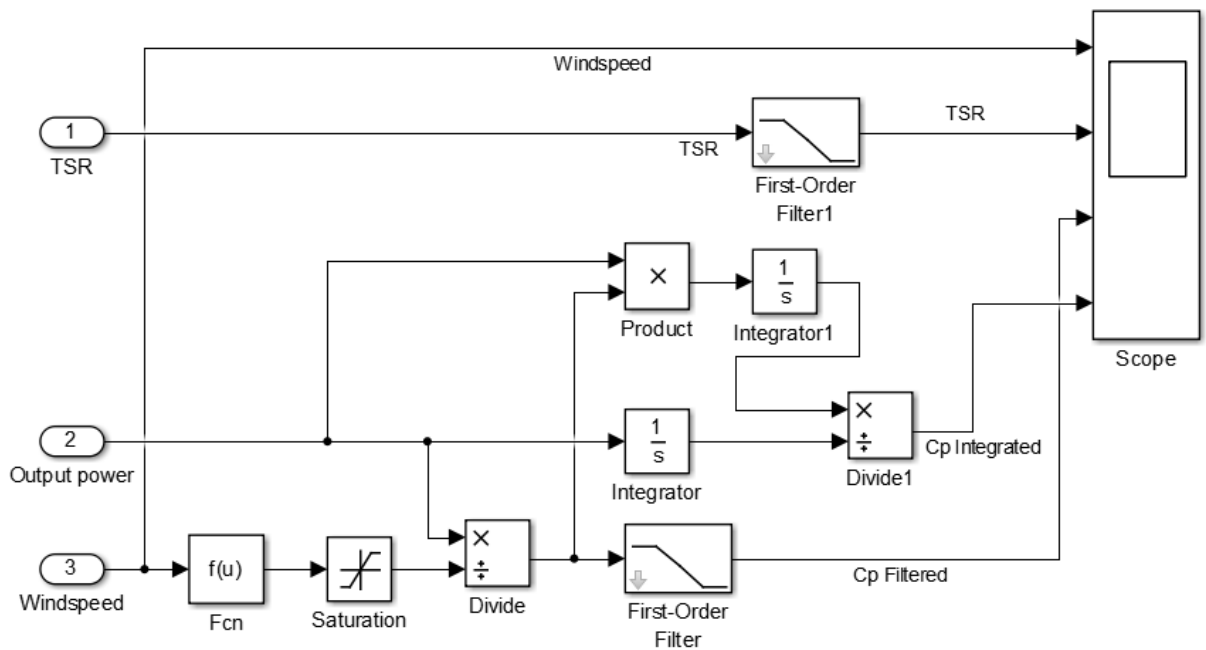 Windspeed
1
TSR
TSR
TSR
First-Order
Filter1
×
Product
1
s
Integrator1
Scope
2
Output power
1
s
Integrator
×
÷
Divide1
Cp Integrated
3
Windspeed
f(u)
Fcn
Saturation
×
÷
Divide
First-Order
Filter
Cp Filtered